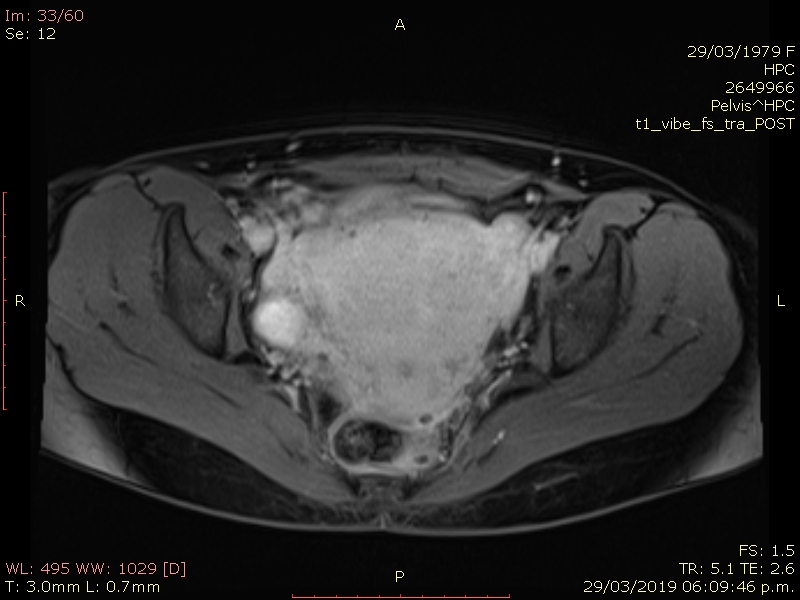 Im: 33/60
Se: 12
A
29/03/1979 F
HPC
2649966
Pelvis^HPC
t1_vibe_fs_tra_POST
R
L
WL: 495 WW: 1029 [D]
T: 3.0mm L: 0.7mm
P
FS: 1.5
TR: 5.1 TE: 2.6
29/03/2019 06:09:46 p.m.